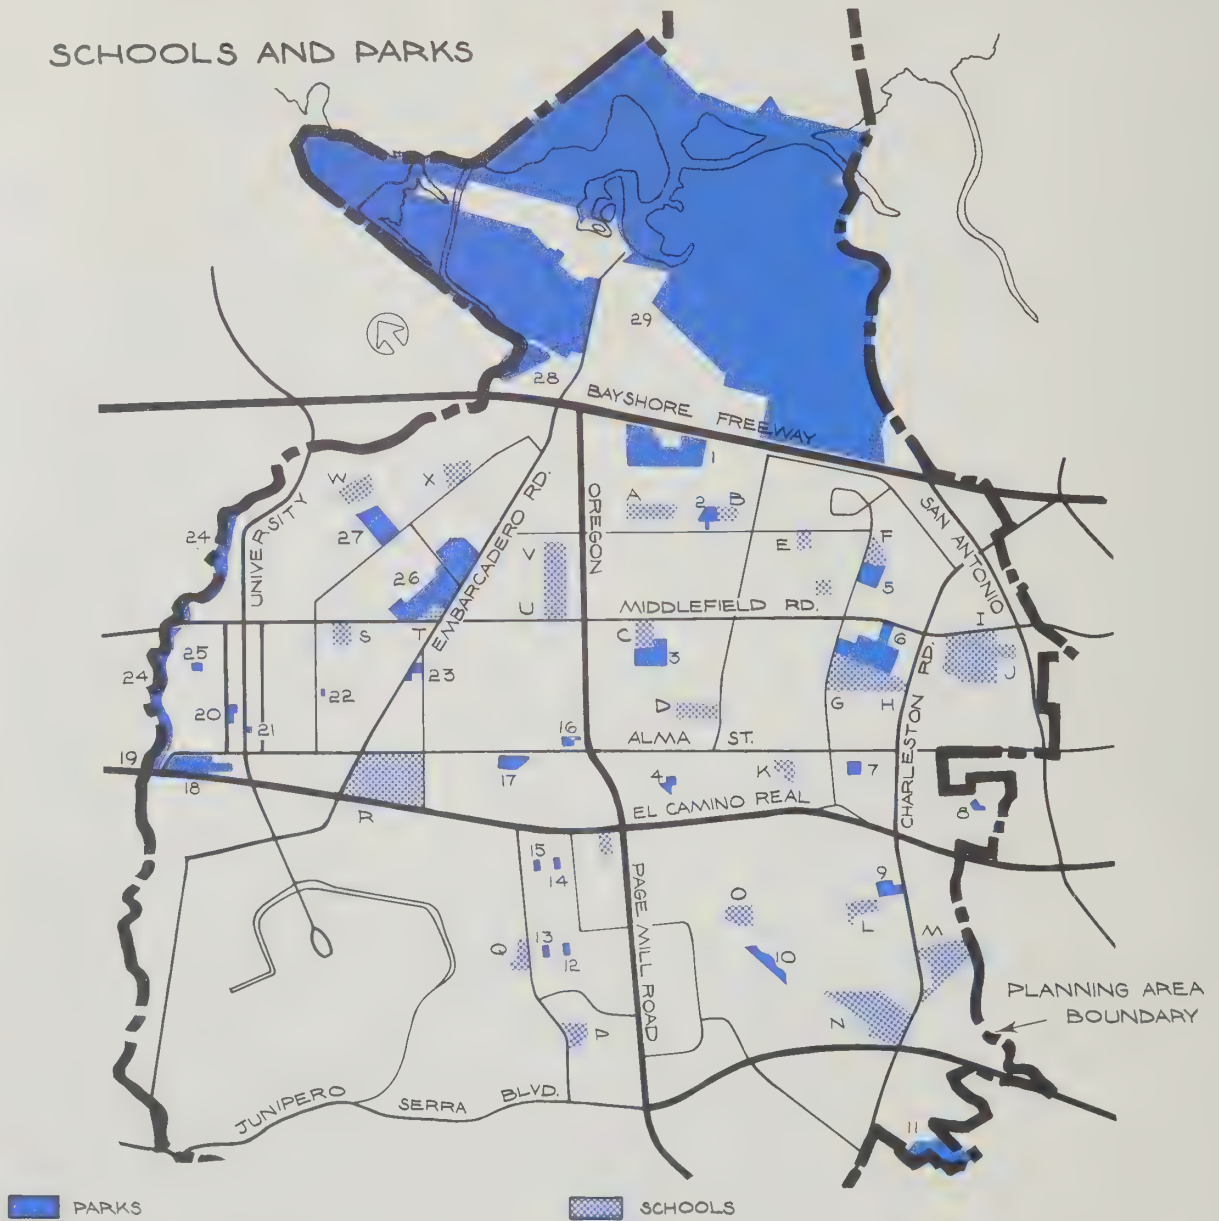 SCHOOLS AND PARKS
29
28
BAYSHORE FREEWAY
1
W
X
A
2
B
SAN ANTONIO
24
UNIVERSITY
27
EMBARCADERO RD.
OREGON
V
E
F
26
5
U
MIDDLEFIELD RD.
I
S
T
C
6
25
3
J
24
23
22
D
G
H
CHARLESTON RD.
20
21
16
ALMA ST.
19
18
17
4
K
7
EL CAMINO REAL
8
R
15
14
PAGE MILL ROAD
9
O
L
M
Q
13
12
10
PLANNING AREA
BOUNDARY
N
P
JUNIPERO SERRA BLVD.
11
PARKS
SCHOOLS